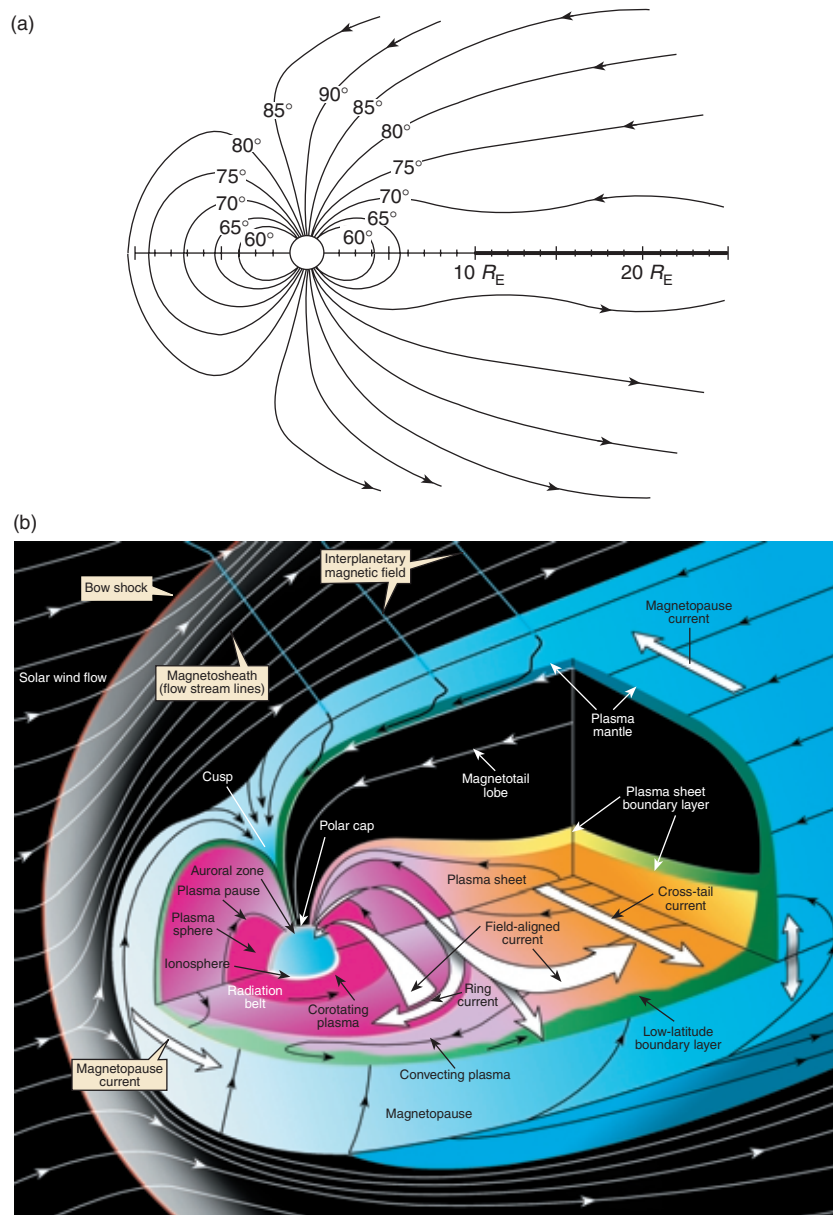 (a)
85°
90°
85°
80°
80°
75°
75°
70°
70°
65°
65°
60°
60°
10 R_E
20 R_E
(b)
Interplanetary
magnetic field
Bow shock
Magnetopause
current
Solar wind flow
Magnetosheath
(flow stream lines)
Plasma
mantle
Cusp
Magnetotail
lobe
Plasma sheet
boundary layer
Polar cap
Auroral zone
Plasma pause
Plasma sheet
Cross-tail
current
Plasma
sphere
Field-aligned
current
Ionosphere
Radiation
belt
Corotating
plasma
Ring
current
Low-latitude
boundary layer
Magnetopause
current
Convecting plasma
Magnetopause